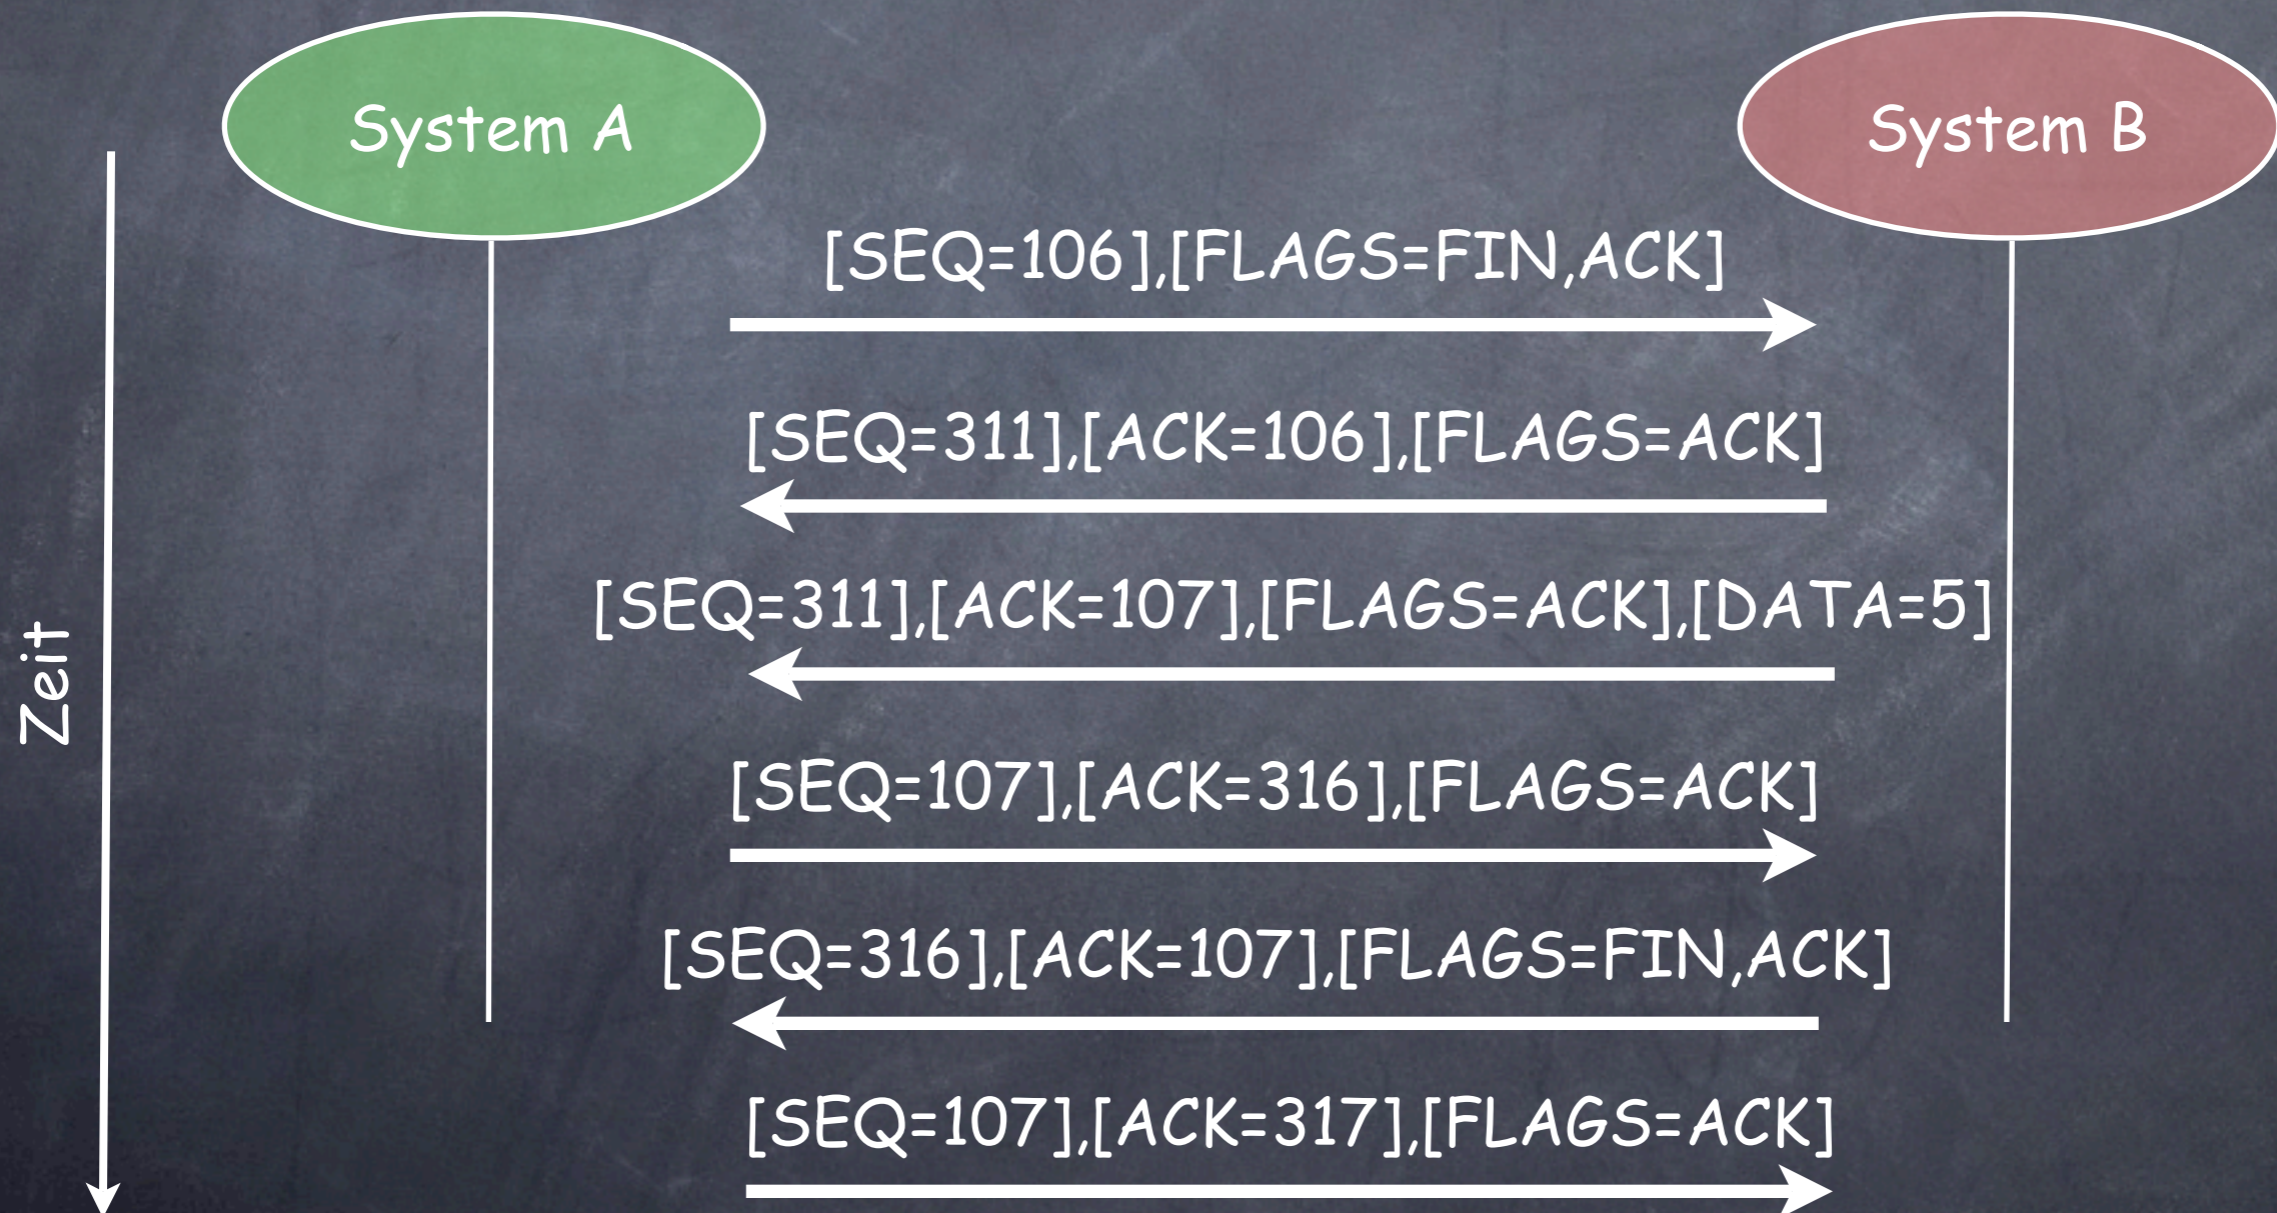 System A
System B
[SEQ=106],[FLAGS=FIN,ACK]
[SEQ=311],[ACK=106],[FLAGS=ACK]
[SEQ=311],[ACK=107],[FLAGS=ACK],[DATA=5]
Zeit
[SEQ=107],[ACK=316],[FLAGS=ACK]
[SEQ=316],[ACK=107],[FLAGS=FIN,ACK]
[SEQ=107],[ACK=317],[FLAGS=ACK]